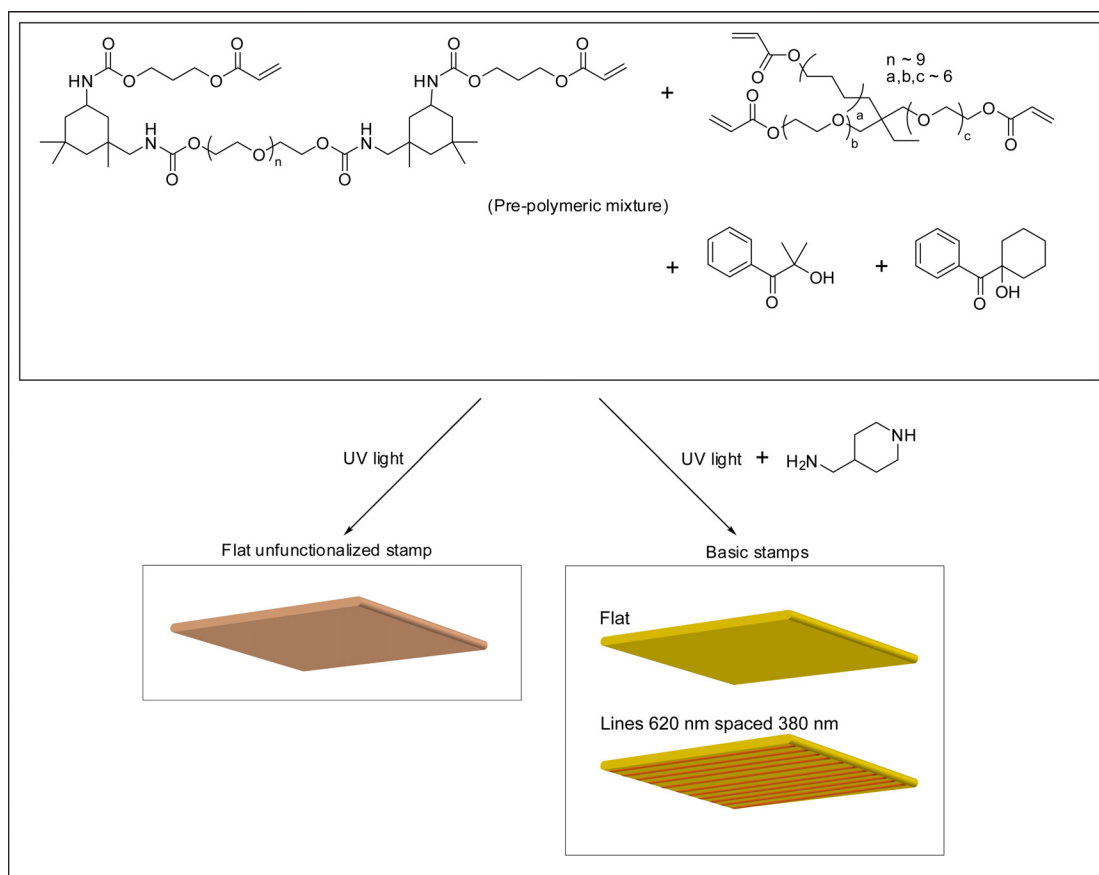 n ~ 9
a,b,c ~ 6
O
O
HN
O
O
O
O
HN
O
O
O
+
O
O
O
O
O
a
b
O
O
c
O
H
N
O
O
O
n
O
O
H
N
O
(Pre-polymeric mixture)
+
O
OH
+
O
OH
UV light
UV light +
H₂N
NH
Flat unfunctionalized stamp
Basic stamps
Flat
Lines 620 nm spaced 380 nm